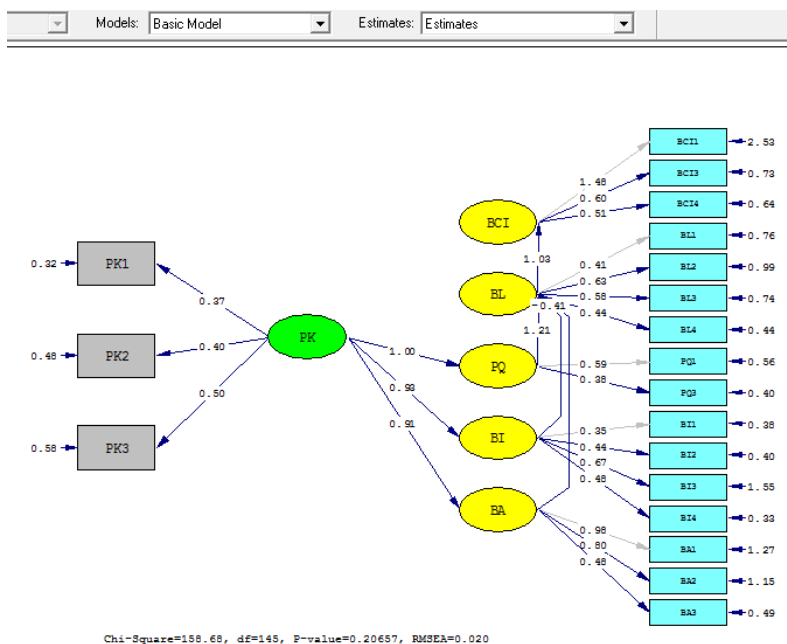 Models: Basic Model Estimates: Estimates
BCI1 2.53
1.48
BCI3 0.73
0.60
BCI4 0.64
0.51
BCI
BL1 0.76
1.03
0.41
PK1 0.32
BL2 0.99
0.63
BL
BL3 0.74
0.58
0.37
-0.41
0.44
BL4 0.44
1.21
PK
1.00
PK2 0.48
0.40
PQ1 0.56
0.59
PQ
0.38
PQ3 0.40
0.93
0.50
BI1 0.38
0.35
0.91
BI
0.44
PK3 0.58
BI2 0.40
0.67
BI3 1.55
0.48
BA
BI4 0.33
0.98
BA1 1.27
0.80
BA2 1.15
0.48
BA3 0.49
Chi-Square=158.68, df=145, P-value=0.20657, RMSEA=0.020